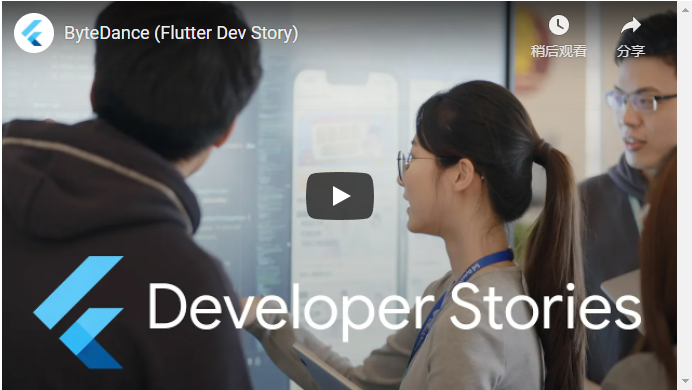 ByteDance (Flutter Dev Story)
稍后观看
分享
Developer Stories